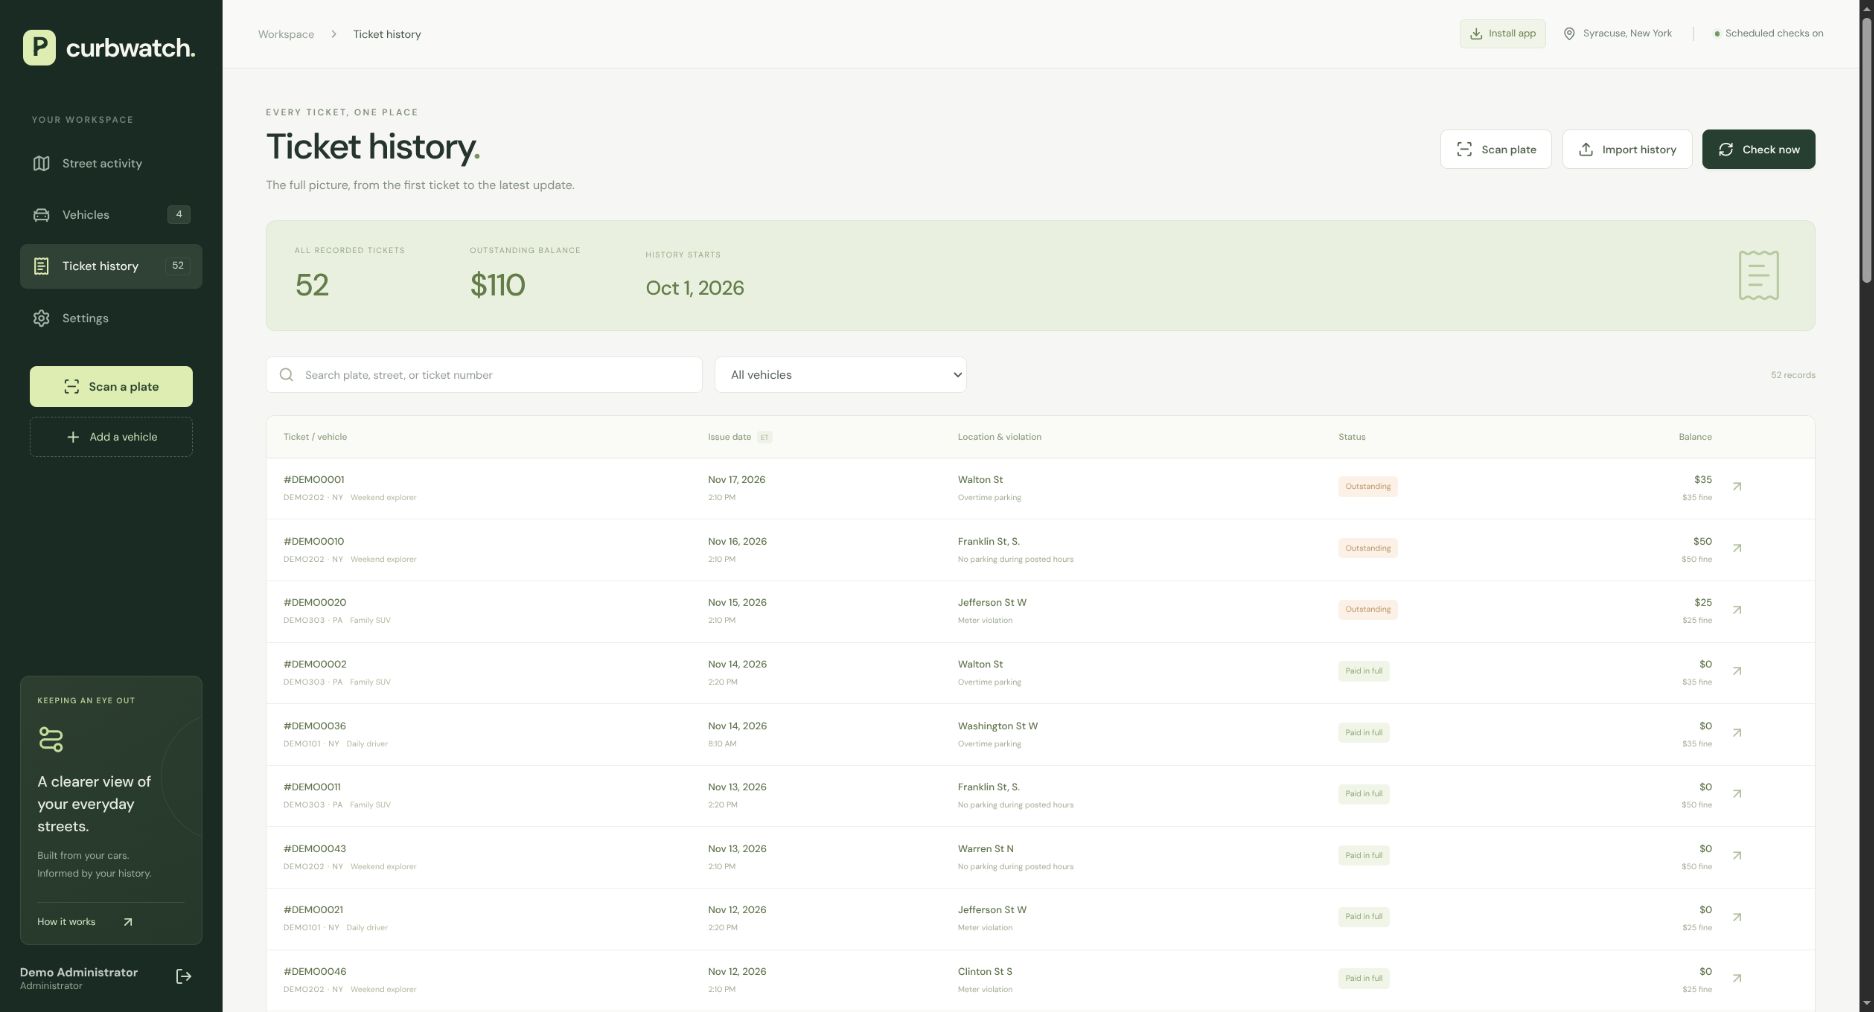 P curbwatch.
YOUR WORKSPACE
Street activity
Vehicles 4
Ticket history 52
Settings
Scan a plate
Add a vehicle
KEEPING AN EYE OUT
A clearer view of
your everyday
streets.
Built from your cars.
Informed by your history.
How it works
Demo Administrator
Administrator
Workspace Ticket history
Install app Syracuse, New York Scheduled checks on
EVERY TICKET, ONE PLACE
Ticket history.
The full picture, from the first ticket to the latest update.
Scan plate Import history Check now
ALL RECORDED TICKETS OUTSTANDING BALANCE HISTORY STARTS
52 $110 Oct 1, 2026
Search plate, street, or ticket number All vehicles 52 records
Ticket / vehicle Issue date ET Location & violation Status Balance
#DEMO0001 Nov 17, 2026 Walton St Outstanding $35
DEMO202 · NY Weekend explorer 2:10 PM Overtime parking $35 fine
#DEMO0010 Nov 16, 2026 Franklin St, S. Outstanding $50
DEMO202 · NY Weekend explorer 2:10 PM No parking during posted hours $50 fine
#DEMO0020 Nov 15, 2026 Jefferson St W Outstanding $25
DEMO303 · PA Family SUV 2:10 PM Meter violation $25 fine
#DEMO0002 Nov 14, 2026 Walton St Paid in full $0
DEMO303 · PA Family SUV 2:20 PM Overtime parking $35 fine
#DEMO0036 Nov 14, 2026 Washington St W Paid in full $0
DEMO101 · NY Daily driver 8:10 AM Overtime parking $35 fine
#DEMO0011 Nov 13, 2026 Franklin St, S. Paid in full $0
DEMO303 · PA Family SUV 2:20 PM No parking during posted hours $50 fine
#DEMO0043 Nov 13, 2026 Warren St N Paid in full $0
DEMO202 · NY Weekend explorer 2:10 PM No parking during posted hours $50 fine
#DEMO0021 Nov 12, 2026 Jefferson St W Paid in full $0
DEMO101 · NY Daily driver 2:20 PM Meter violation $25 fine
#DEMO0046 Nov 12, 2026 Clinton St S Paid in full $0
DEMO202 · NY Weekend explorer 2:10 PM Meter violation $25 fine